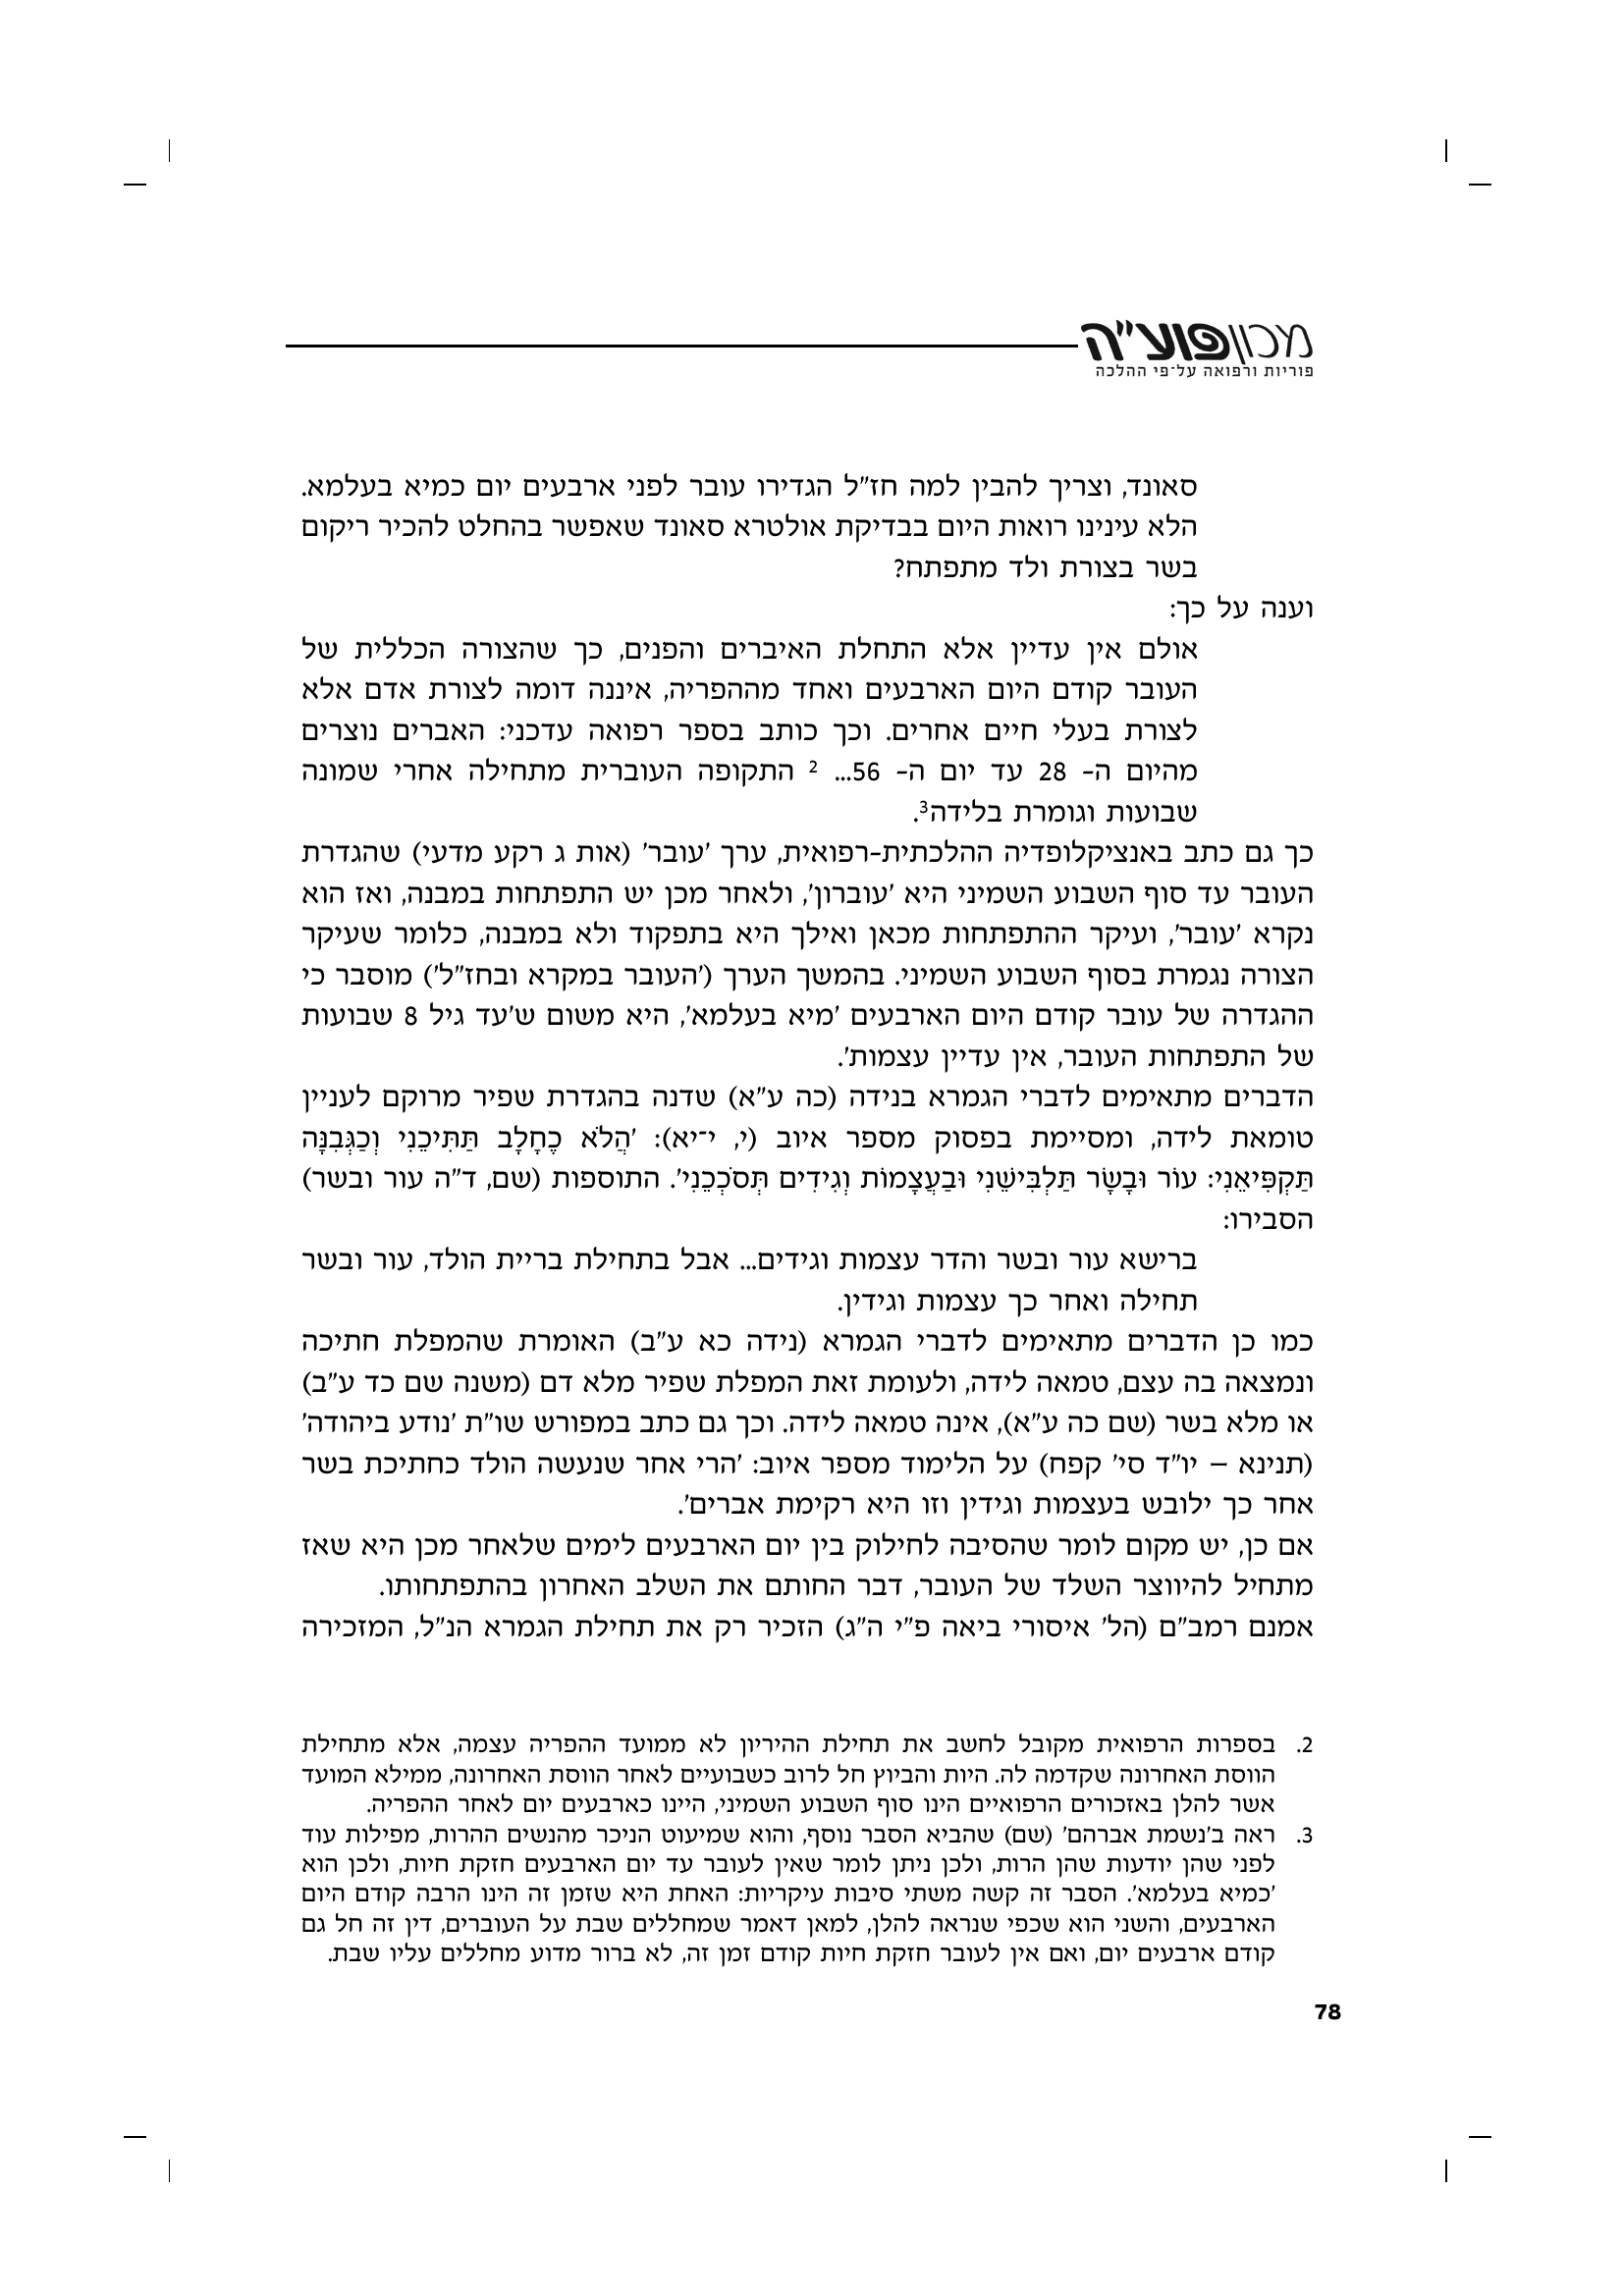 מכון פוע"ה
פוריות ורפואה על־פי ההלכה
סאונד, וצריך להבין למה חז"ל הגדירו עובר לפני ארבעים יום כמיא בעלמא.
הלא עינינו רואות היום בבדיקת אולטרא סאונד שאפשר בהחלט להכיר ריקום
בשר בצורת ולד מתפתח?
וענה על כך:
אולם אין עדיין אלא התחלת האיברים והפנים, כך שהצורה הכללית של
העובר קודם היום הארבעים ואחד מההפריה, איננה דומה לצורת אדם אלא
לצורת בעלי חיים אחרים. וכך כותב בספר רפואה עדכני: האברים נוצרים
מהיום ה- 28 עד יום ה- 56... ² התקופה העוברית מתחילה אחרי שמונה
שבועות וגומרת בלידה³.
כך גם כתב באנציקלופדיה ההלכתית-רפואית, ערך 'עובר' (אות ג רקע מדעי) שהגדרת
העובר עד סוף השבוע השמיני היא 'עוברון', ולאחר מכן יש התפתחות במבנה, ואז הוא
נקרא 'עובר', ועיקר ההתפתחות מכאן ואילך היא בתפקוד ולא במבנה, כלומר שעיקר
הצורה נגמרת בסוף השבוע השמיני. בהמשך הערך ('העובר במקרא ובחז"ל') מוסבר כי
ההגדרה של עובר קודם היום הארבעים 'מיא בעלמא', היא משום ש'עד גיל 8 שבועות
של התפתחות העובר, אין עדיין עצמות'.
הדברים מתאימים לדברי הגמרא בנידה (כה ע"א) שדנה בהגדרת שפיר מרוקם לעניין
טומאת לידה, ומסיימת בפסוק מספר איוב (י, י־יא): 'הֲלֹא כֶחָלָב תַּתִּיכֵנִי וְכַגְּבִנָּה
תַּקְפִּיאֵנִי: עוֹר וּבָשָׂר תַּלְבִּישֵׁנִי וּבַעֲצָמוֹת וְגִידִים תְּסֹכְכֵנִי'. התוספות (שם, ד"ה עור ובשר)
הסבירו:
ברישא עור ובשר והדר עצמות וגידים... אבל בתחילת בריית הולד, עור ובשר
תחילה ואחר כך עצמות וגידין.
כמו כן הדברים מתאימים לדברי הגמרא (נידה כא ע"ב) האומרת שהמפלת חתיכה
ונמצאה בה עצם, טמאה לידה, ולעומת זאת המפלת שפיר מלא דם (משנה שם כד ע"ב)
או מלא בשר (שם כה ע"א), אינה טמאה לידה. וכך גם כתב במפורש שו"ת 'נודע ביהודה'
(תנינא – יו"ד סי' קפח) על הלימוד מספר איוב: 'הרי אחר שנעשה הולד כחתיכת בשר
אחר כך ילובש בעצמות וגידין וזו היא רקימת אברים'.
אם כן, יש מקום לומר שהסיבה לחילוק בין יום הארבעים לימים שלאחר מכן היא שאז
מתחיל להיווצר השלד של העובר, דבר החותם את השלב האחרון בהתפתחותו.
אמנם רמב"ם (הל' איסורי ביאה פ"י ה"ג) הזכיר רק את תחילת הגמרא הנ"ל, המזכירה
2. בספרות הרפואית מקובל לחשב את תחילת ההיריון לא ממועד ההפריה עצמה, אלא מתחילת
הווסת האחרונה שקדמה לה. היות והביוץ חל לרוב כשבועיים לאחר הווסת האחרונה, ממילא המועד
אשר להלן באזכורים הרפואיים הינו סוף השבוע השמיני, היינו כארבעים יום לאחר ההפריה.
3. ראה ב'נשמת אברהם' (שם) שהביא הסבר נוסף, והוא שמיעוט הניכר מהנשים ההרות, מפילות עוד
לפני שהן יודעות שהן הרות, ולכן ניתן לומר שאין לעובר עד יום הארבעים חזקת חיות, ולכן הוא
'כמיא בעלמא'. הסבר זה קשה משתי סיבות עיקריות: האחת היא שזמן זה הינו הרבה קודם היום
הארבעים, והשני הוא שכפי שנראה להלן, למאן דאמר שמחללים שבת על העוברים, דין זה חל גם
קודם ארבעים יום, ואם אין לעובר חזקת חיות קודם זמן זה, לא ברור מדוע מחללים עליו שבת.
78